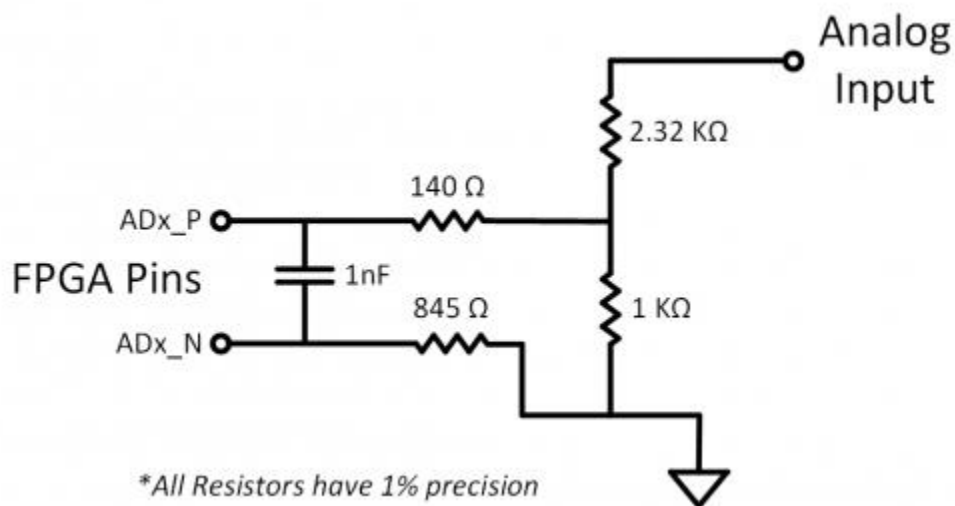 Analog
Input
2.32 KΩ
140 Ω
ADx_P
FPGA Pins
1nF
1 KΩ
845 Ω
ADx_N
*All Resistors have 1% precision